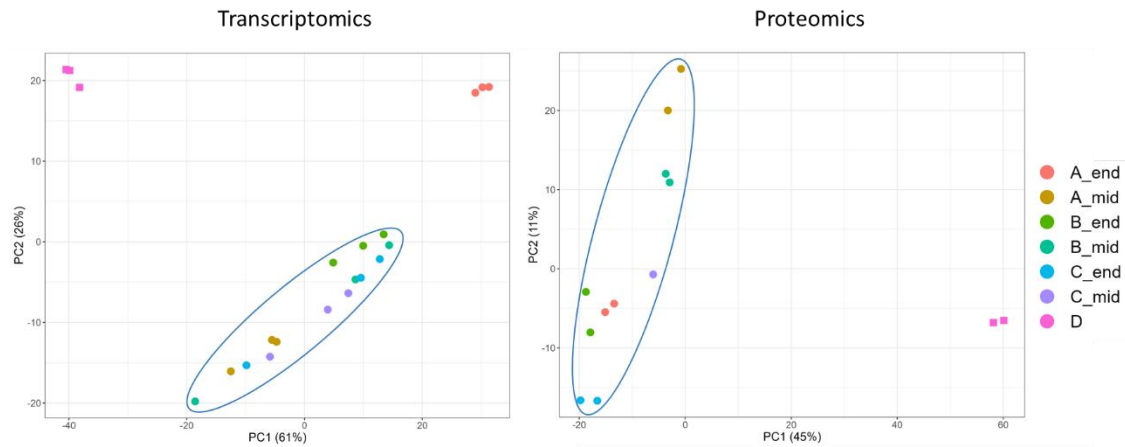 Transcriptomics
Proteomics
20
10
0
-10
-20
PC2 (26%)
-40
-20
0
20
PC1 (61%)
20
10
0
-10
PC2 (11%)
-20
0
20
40
60
PC1 (45%)
A_end
A_mid
B_end
B_mid
C_end
C_mid
D